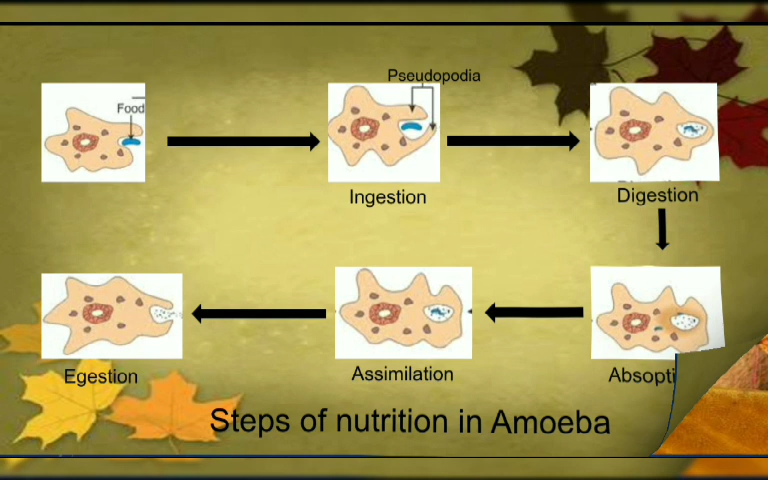 Pseudopodia
Food
Ingestion
Digestion
Egestion
Assimilation
Absopti
Steps of nutrition in Amoeba